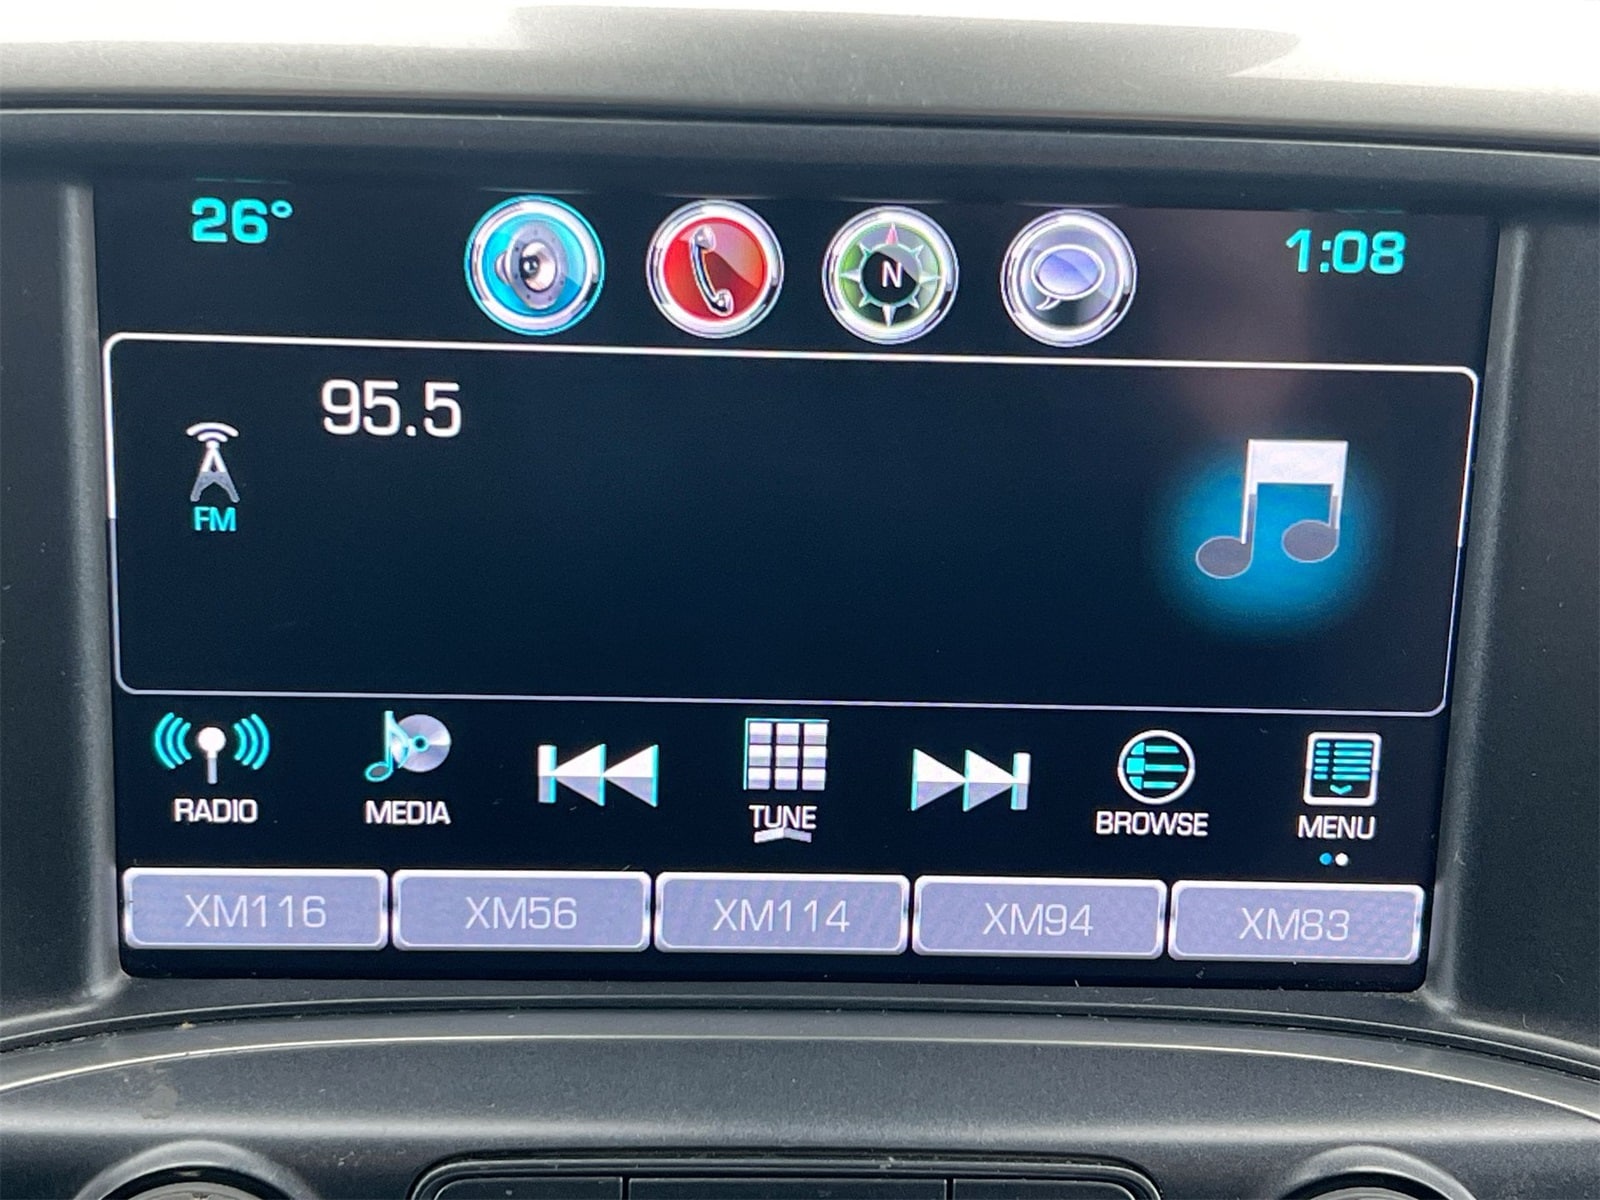 26°
N
1:08
95.5
FM
RADIO
MEDIA
TUNE
BROWSE
MENU
XM116
XM56
XM114
XM94
XM83